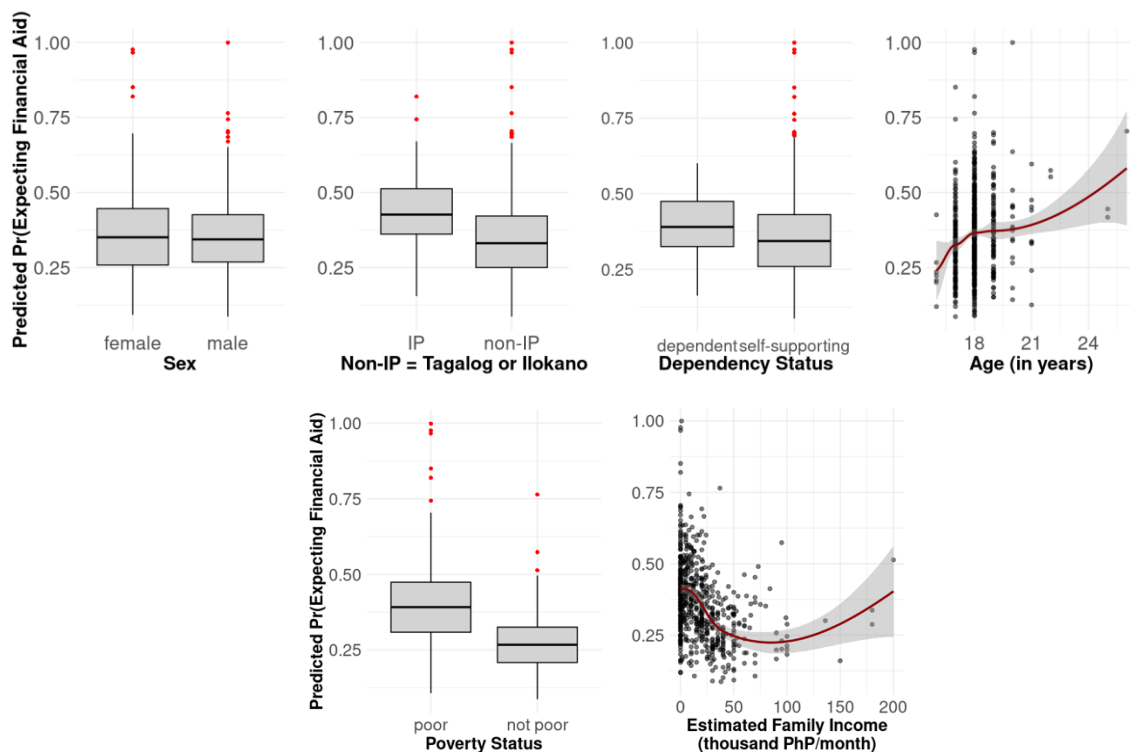 Predicted Pr(Expecting Financial Aid)
1.00
0.75
0.50
0.25
female male
Sex
1.00
0.75
0.50
0.25
IP non-IP
Non-IP = Tagalog or Ilokano
1.00
0.75
0.50
0.25
dependent self-supporting
Dependency Status
1.00
0.75
0.50
0.25
18 21 24
Age (in years)
Predicted Pr(Expecting Financial Aid)
1.00
0.75
0.50
0.25
poor not poor
Poverty Status
1.00
0.75
0.50
0.25
0 50 100 150 200
Estimated Family Income
(thousand PhP/month)